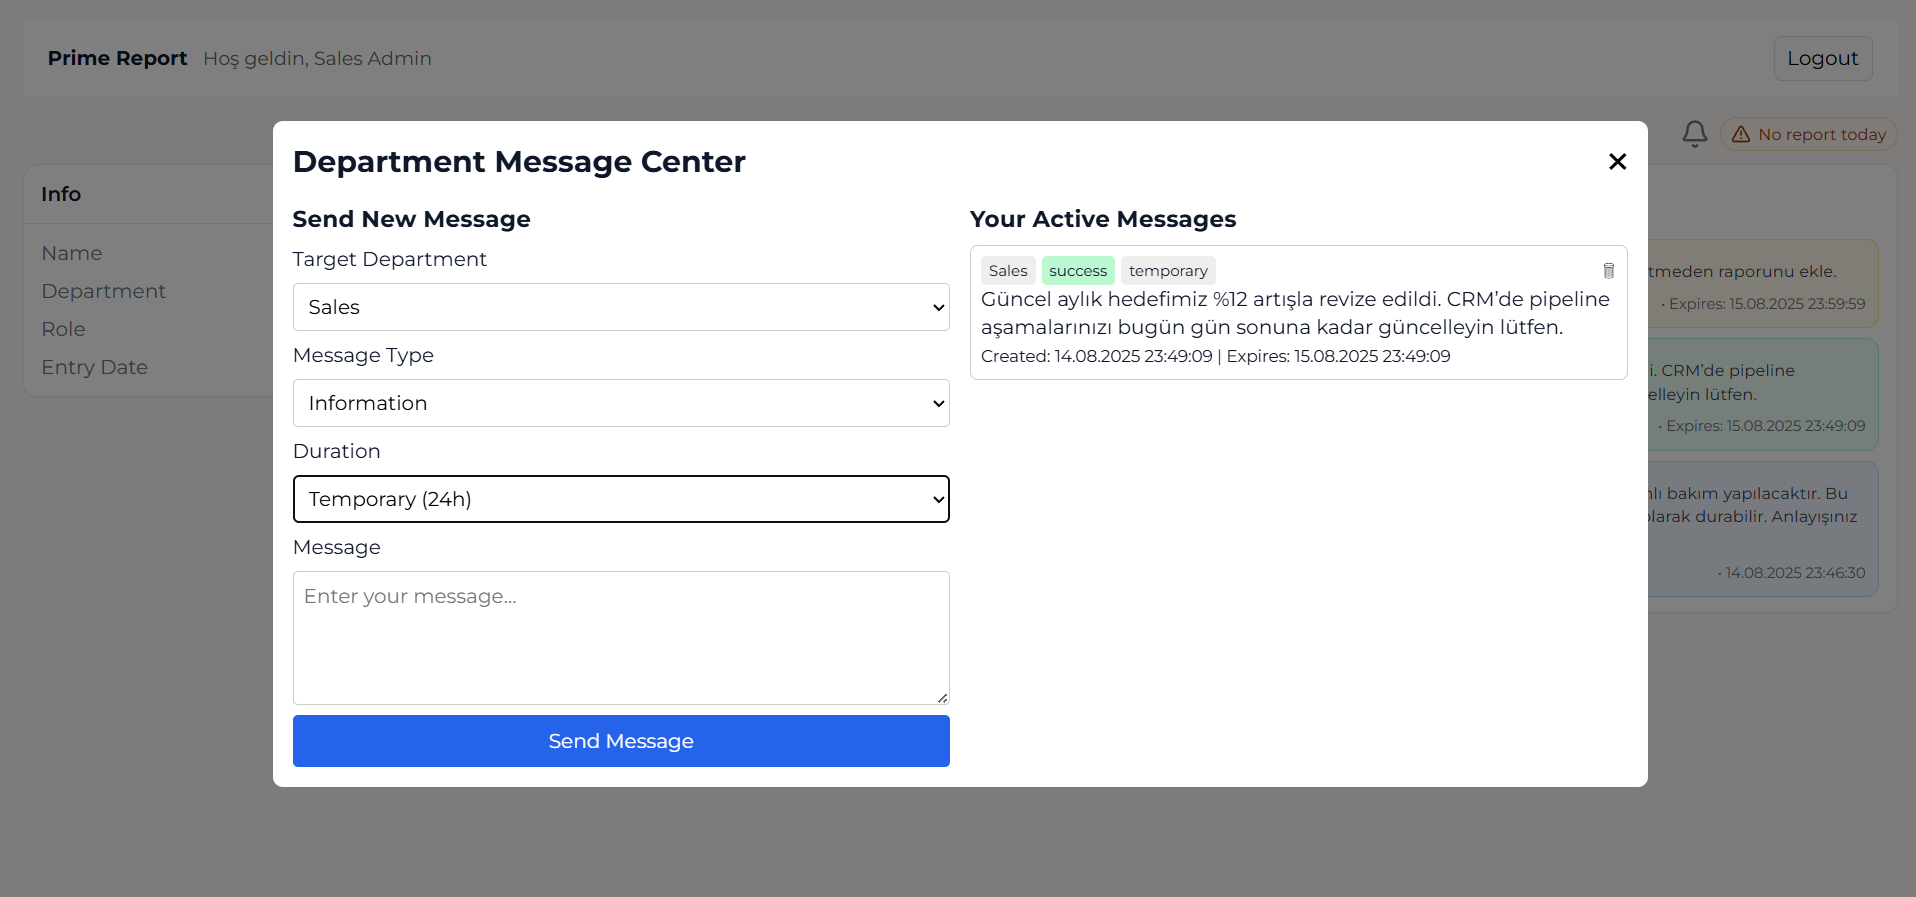 Prime Report Hoş geldin, Sales Admin
Logout
No report today
Info
Name
Department
Role
Entry Date
Department Message Center
Send New Message
Target Department
Sales
Message Type
Information
Duration
Temporary (24h)
Message
Enter your message...
Send Message
Your Active Messages
Sales success temporary
Güncel aylık hedefimiz %12 artışla revize edildi. CRM’de pipeline
aşamalarınızı bugün gün sonuna kadar güncelleyin lütfen.
Created: 14.08.2025 23:49:09 | Expires: 15.08.2025 23:49:09
raporunu ekle.
• Expires: 15.08.2025 23:59:59
CRM’de pipeline
lütfen.
• Expires: 15.08.2025 23:49:09
bakım yapılacaktır. Bu
durabilir. Anlayışınız
• 14.08.2025 23:46:30